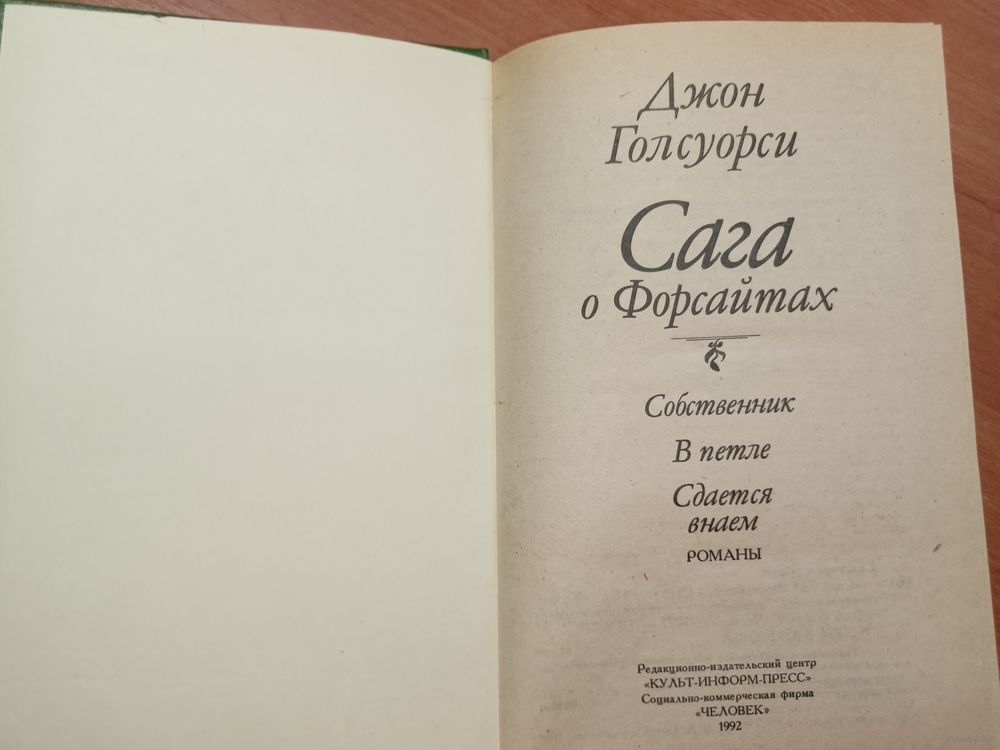 Джон
Голсуорси
Сага
о Форсайтах
Собственник
В петле
Сдается
внаем
РОМАНЫ
Редакционно-издательский центр
«КУЛЬТ-ИНФОРМ-ПРЕСС»
Социально-коммерческая фирма
«ЧЕЛОВЕК»
1992